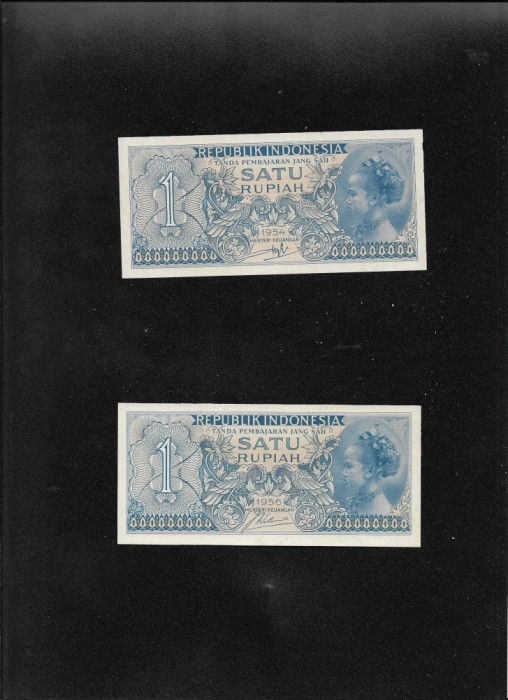 REPUBLIK INDONESIA
TANDA PEMBAJARAN JANG SAH
SATU
RUPIAH
1
1954
MENTERI KEUANGAN
REPUBLIK INDONESIA
TANDA PEMBAJARAN JANG SAH
SATU
RUPIAH
1
1956
MENTERI KEUANGAN